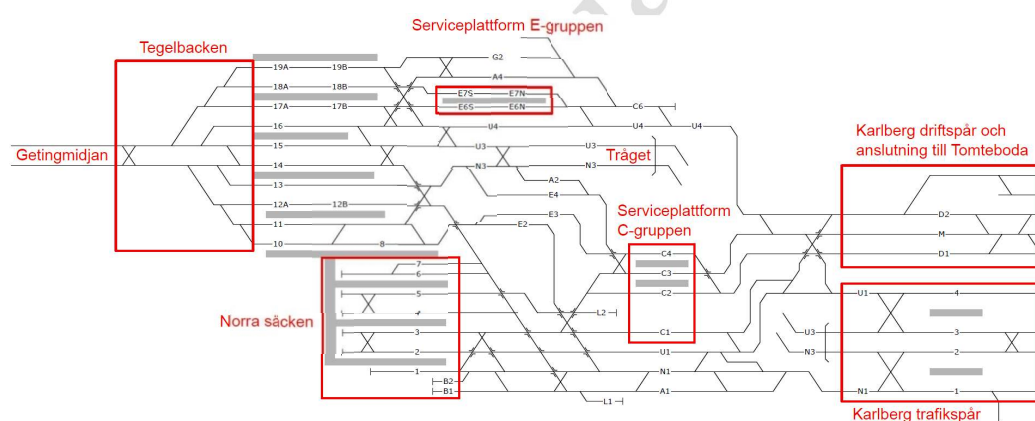 Serviceplattform E-gruppen
Tegelbacken
G2
19A 19B
A4
18A 18B
E7S E7N
17A 17B
E6S E6N
C6
16
U4 U4 U4
Getingmidjan
15
U3 U3
Tråget
14
N3 N3
Karlberg driftspår och
anslutning till Tomteboda
13
A2
E4
12A 12B
Serviceplattform
C-gruppen
E3
D2
11
E2
M
10 8
C4
D1
7
6
C3
5
C2
U1 4
Norra säcken
L2
3
C1
U3 3
2
U1
N3 2
1
N1
B2
B1
A1
N1 1
L1
Karlberg trafikspår